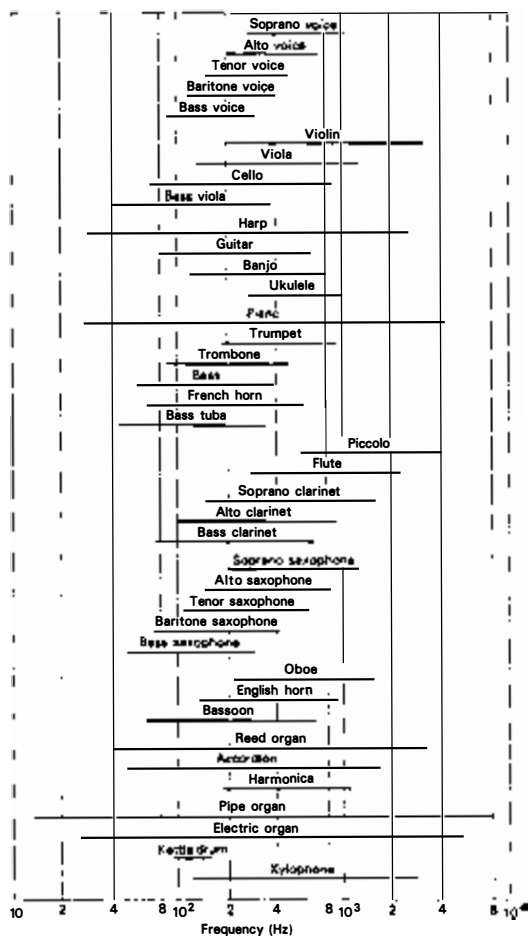 Soprano voice
Alto voice
Tenor voice
Baritone voice
Bass voice
Violin
Viola
Cello
Bass viola
Harp
Guitar
Banjo
Ukulele
Piano
Trumpet
Trombone
Bass
French horn
Bass tuba
Piccolo
Flute
Soprano clarinet
Alto clarinet
Bass clarinet
Soprano saxophone
Alto saxophone
Tenor saxophone
Baritone saxophone
Bass saxophone
Oboe
English horn
Bassoon
Reed organ
Accordion
Harmonica
Pipe organ
Electric organ
Kettle drum
Xylophone
10 2 4 8 10² 2 4 8 10³ 2 4 8 10⁴
Frequency (Hz)